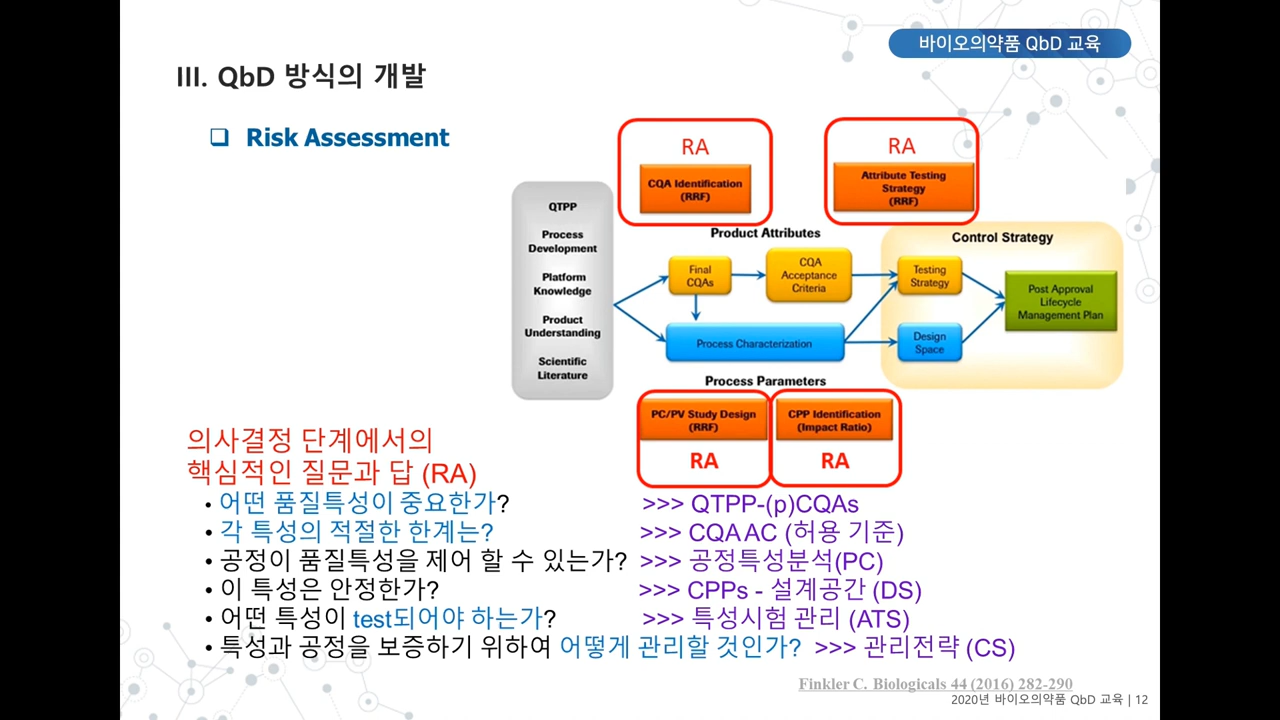 바이오의약품 QbD 교육
III. QbD 방식의 개발
❑ Risk Assessment
RA
CQA Identification
(RRF)
RA
Attribute Testing
Strategy
(RRF)
QTPP
Process
Development
Platform
Knowledge
Product
Understanding
Scientific
Literature
Product Attributes
Final
CQAs
CQA
Acceptance
Criteria
Process Characterization
Control Strategy
Testing
Strategy
Design
Space
Post Approval
Lifecycle
Management Plan
Process Parameters
PC/PV Study Design
(RRF)
RA
CPP Identification
(Impact Ratio)
RA
의사결정 단계에서의
핵심적인 질문과 답 (RA)
• 어떤 품질특성이 중요한가? >>> QTPP-(p)CQAs
• 각 특성의 적절한 한계는? >>> CQA AC (허용 기준)
• 공정이 품질특성을 제어 할 수 있는가? >>> 공정특성분석(PC)
• 이 특성은 안정한가? >>> CPPs - 설계공간 (DS)
• 어떤 특성이 test되어야 하는가? >>> 특성시험 관리 (ATS)
• 특성과 공정을 보증하기 위하여 어떻게 관리할 것인가? >>> 관리전략 (CS)
Finkler C. Biologicals 44 (2016) 282-290
2020년 바이오의약품 QbD 교육 | 12